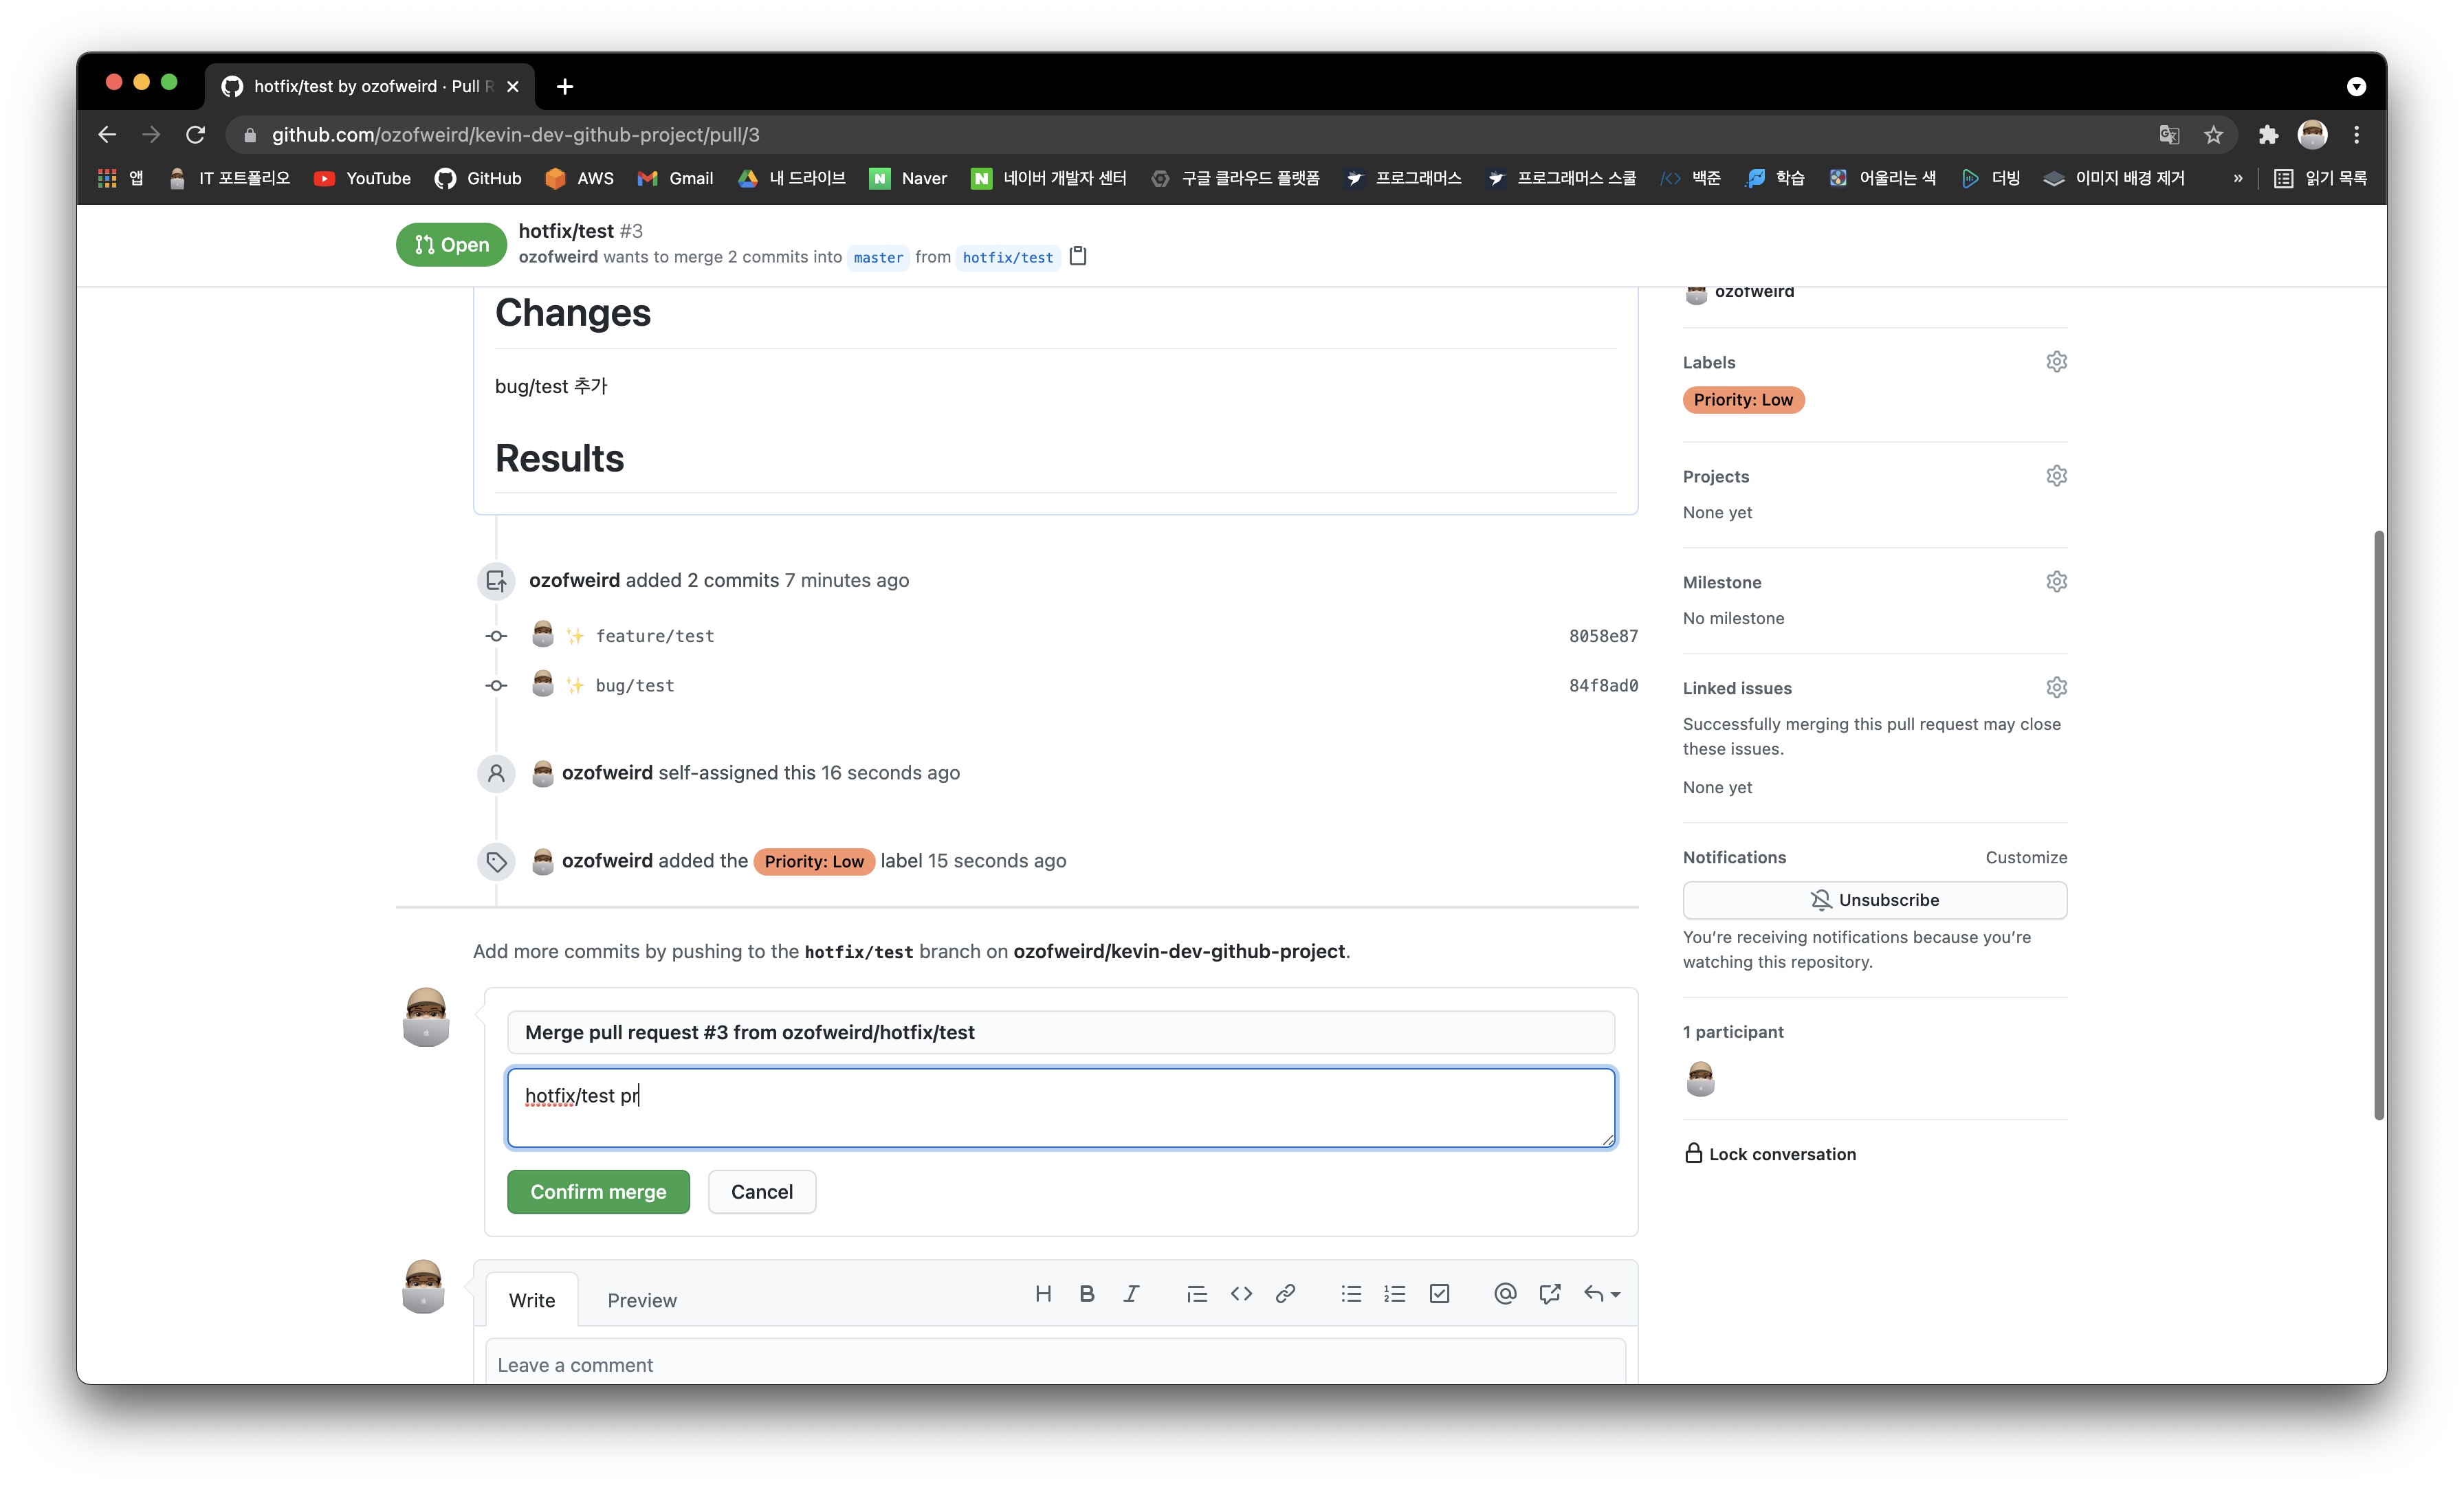 hotfix/test by ozofweird · Pull R
github.com/ozofweird/kevin-dev-github-project/pull/3
앱 IT 포트폴리오 YouTube GitHub AWS Gmail 내 드라이브 Naver 네이버 개발자 센터 구글 클라우드 플랫폼 프로그래머스 프로그래머스 스쿨 백준 학습 어울리는 색 더빙 이미지 배경 제거 » 읽기 목록
Open
hotfix/test #3
ozofweird wants to merge 2 commits into master from hotfix/test
Changes
bug/test 추가
Results
ozofweird added 2 commits 7 minutes ago
feature/test 8058e87
bug/test 84f8ad0
ozofweird self-assigned this 16 seconds ago
ozofweird added the Priority: Low label 15 seconds ago
Add more commits by pushing to the hotfix/test branch on ozofweird/kevin-dev-github-project.
Merge pull request #3 from ozofweird/hotfix/test
hotfix/test pr
Confirm merge Cancel
Write Preview
Leave a comment
ozofweird
Labels
Priority: Low
Projects
None yet
Milestone
No milestone
Linked issues
Successfully merging this pull request may close
these issues.
None yet
Notifications Customize
Unsubscribe
You're receiving notifications because you're
watching this repository.
1 participant
Lock conversation